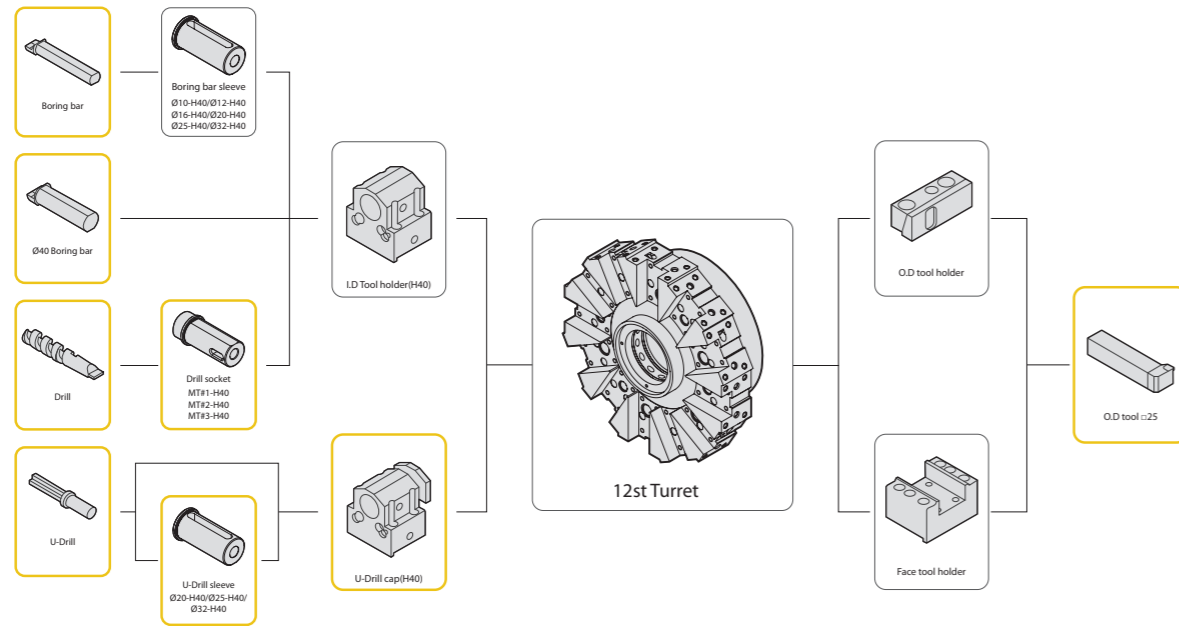 Boring bar
Boring bar sleeve
Ø10-H40/Ø12-H40
Ø16-H40/Ø20-H40
Ø25-H40/Ø32-H40
Ø40 Boring bar
I.D Tool holder(H40)
Drill
Drill socket
MT#1-H40
MT#2-H40
MT#3-H40
U-Drill
U-Drill sleeve
Ø20-H40/Ø25-H40/
Ø32-H40
U-Drill cap(H40)
12st Turret
O.D tool holder
Face tool holder
O.D tool □25